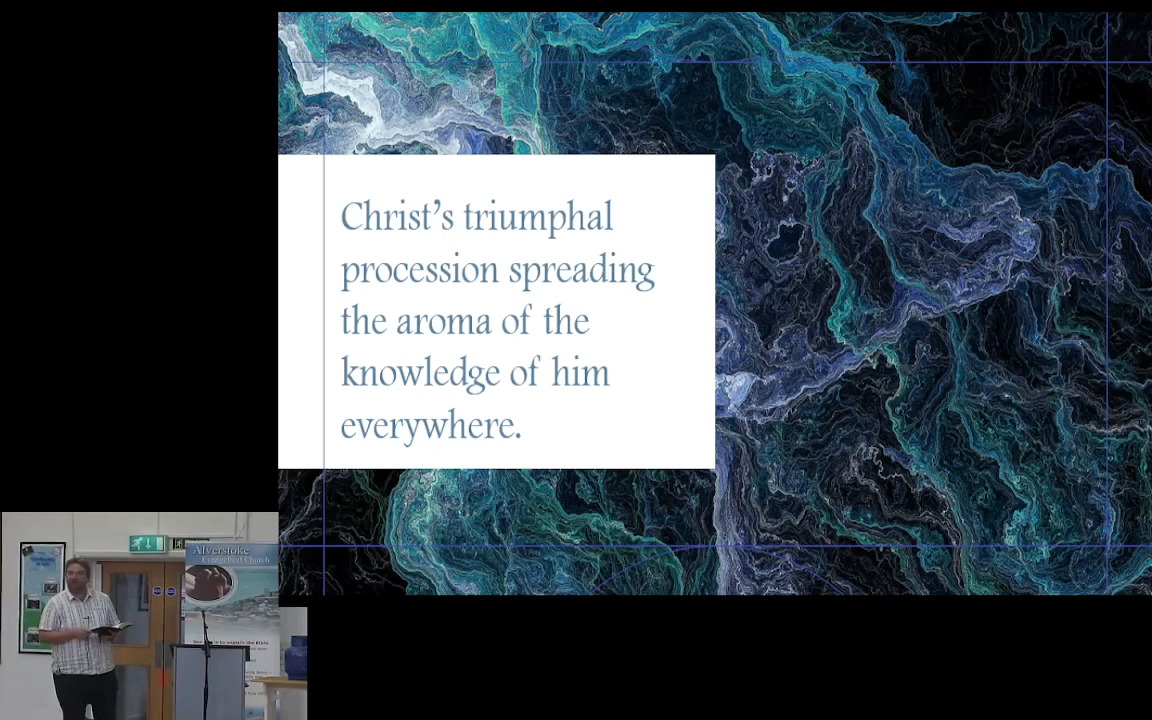 Christ's triumphal
procession spreading
the aroma of the
knowledge of him
everywhere.
Alverstoke
Evangelical Church